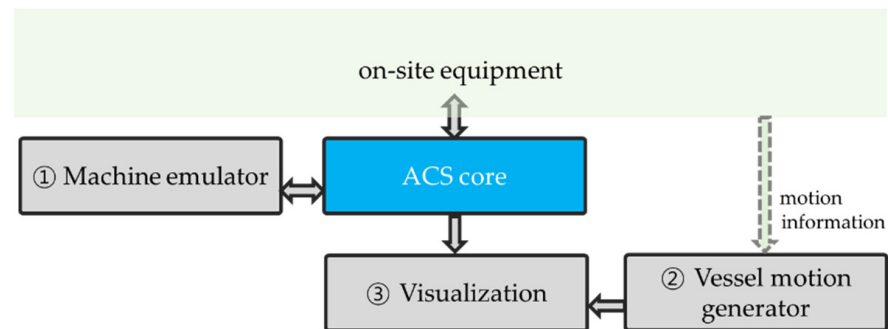 on-site equipment
① Machine emulator
ACS core
motion
information
③ Visualization
② Vessel motion
generator